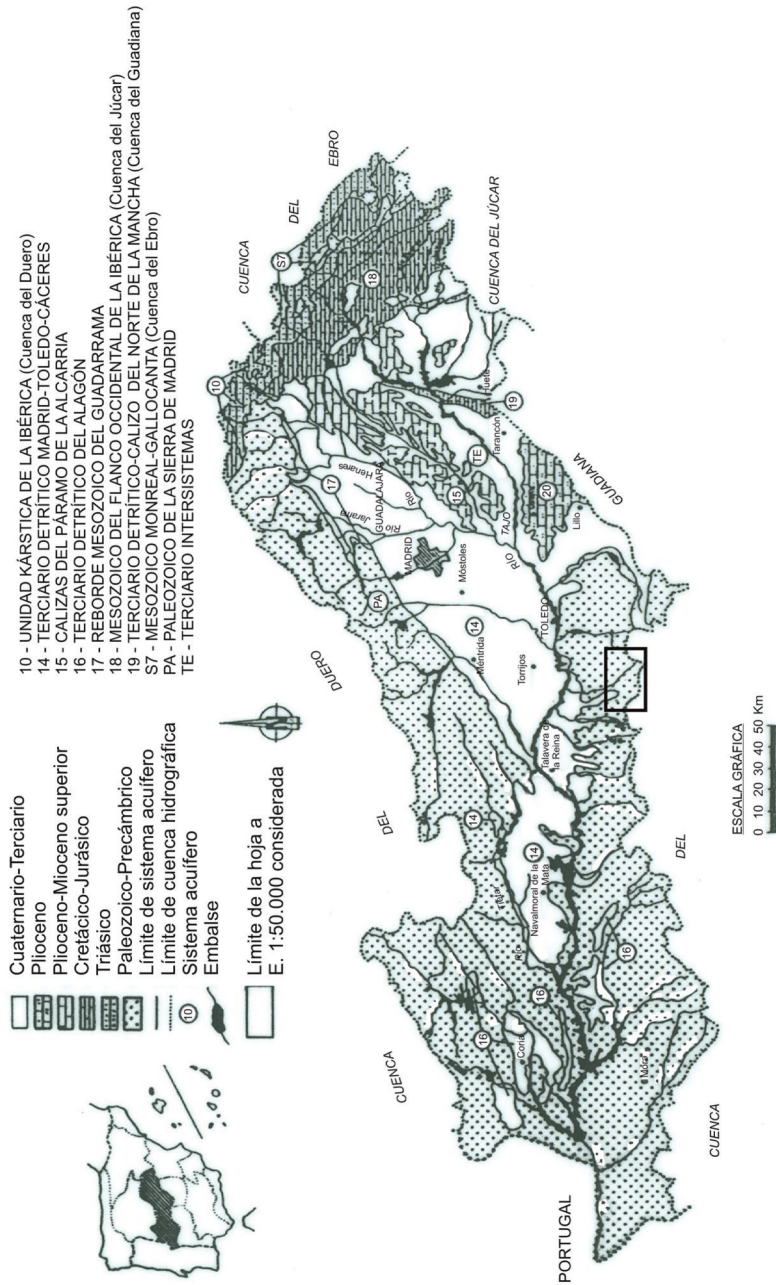 Cuaternario-Terciario
Plioceno
Plioceno-Mioceno superior
Cretácico-Jurásico
Triásico
Paleozoico-Precámbrico
Límite de sistema acuífero
Límite de cuenca hidrográfica
10 Sistema acuífero
Embalse
Límite de la hoja a
E. 1:50.000 considerada
10 - UNIDAD KÁRSTICA DE LA IBÉRICA (Cuenca del Duero)
14 - TERCIARIO DETRÍTICO MADRID-TOLEDO-CÁCERES
15 - CALIZAS DEL PÁRAMO DE LA ALCARRIA
16 - TERCIARIO DETRÍTICO DEL ALAGÓN
17 - REBORDE MESOZOICO DEL GUADARRAMA
18 - MESOZOICO DEL FLANCO OCCIDENTAL DE LA IBÉRICA (Cuenca del Júcar)
19 - TERCIARIO DETRÍTICO-CALIZO DEL NORTE DE LA MANCHA (Cuenca del Guadiana)
S7 - MESOZOICO MONREAL-GALLOCANTA (Cuenca del Ebro)
PA - PALEOZOICO DE LA SIERRA DE MADRID
TE - TERCIARIO INTERSISTEMAS
CUENCA
DEL
DUERO
CUENCA
DEL
EBRO
CUENCA DEL JÚCAR
10
S7
18
17
Henares
Río
Jarama
Río
GUADALAJARA
PA
MADRID
15
TE
Huete
19
Tarancón
Móstoles
TAJO
RÍO
20
Lillo
GUADIANA
14
Méntrida
Torrijos
TOLEDO
Talavera de
la Reina
14
Tiétar
Río
14
Navalmoral de la
Mata
16
Coria
16
16
Mora
PORTUGAL
CUENCA
DEL
ESCALA GRÁFICA
0 10 20 30 40 50 Km